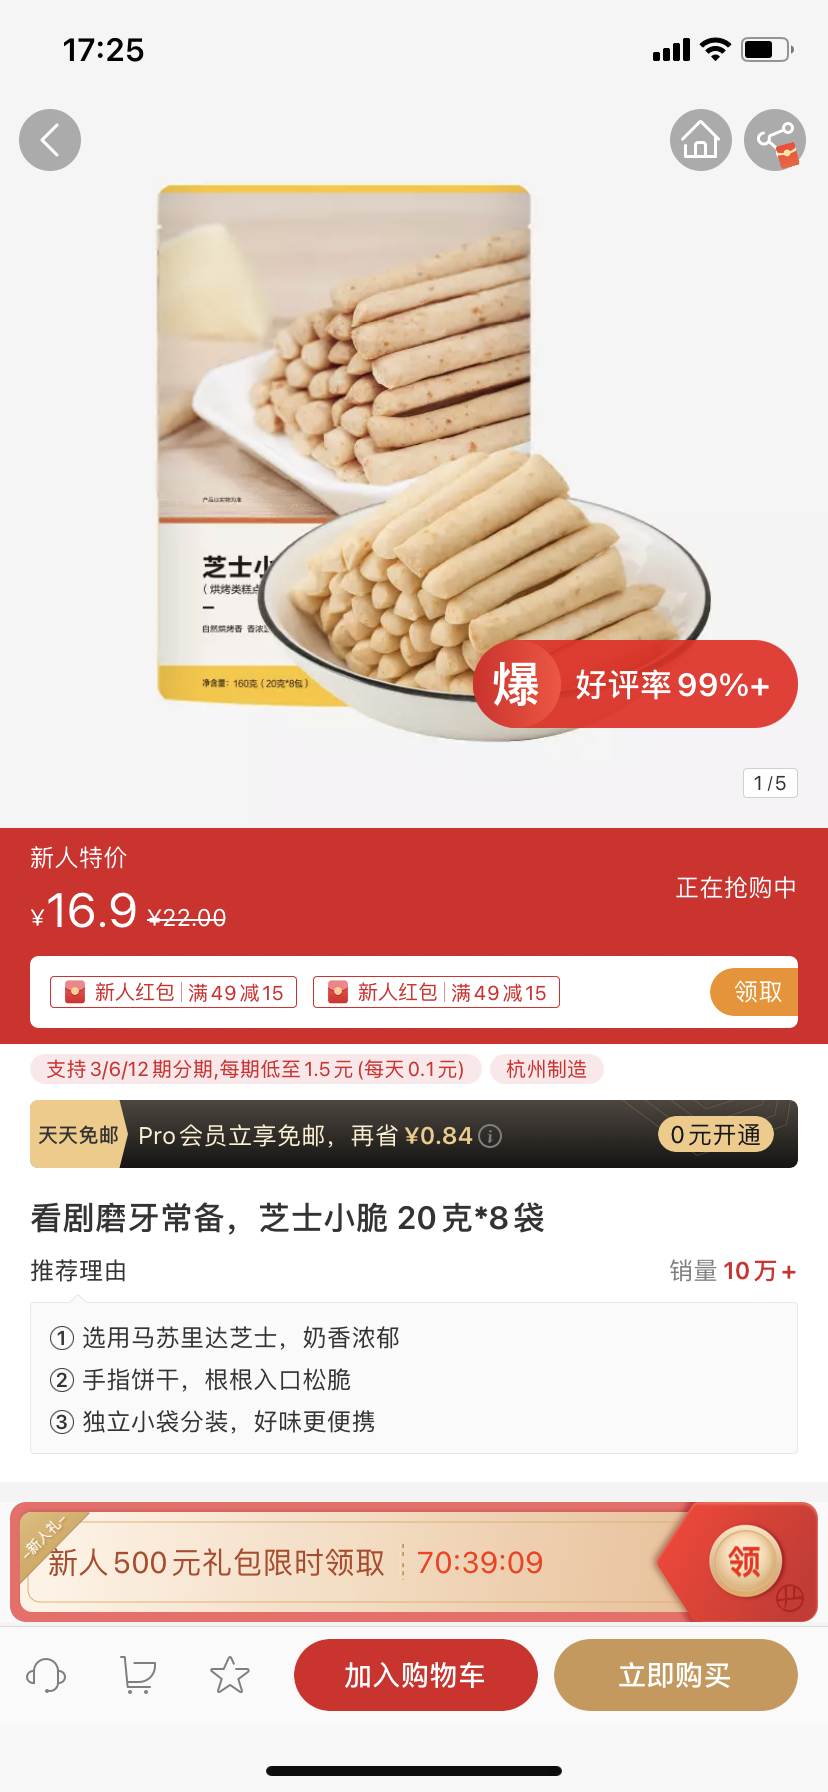 17:25
产品以实物为准
芝士小
（烘烤类糕点
自然烘烤香 香浓
净含量：160克（20克*8包）
爆 好评率99%+
1/5
新人特价
¥16.9 ¥22.00
正在抢购中
新人红包 满49减15 新人红包 满49减15 领取
支持3/6/12期分期,每期低至1.5元(每天0.1元) 杭州制造
天天免邮 Pro会员立享免邮，再省¥0.84 0元开通
看剧磨牙常备，芝士小脆 20克*8袋
推荐理由 销量 10万+
① 选用马苏里达芝士，奶香浓郁
② 手指饼干，根根入口松脆
③ 独立小袋分装，好味更便携
新人礼
新人500元礼包限时领取 70:39:09 领
加入购物车 立即购买